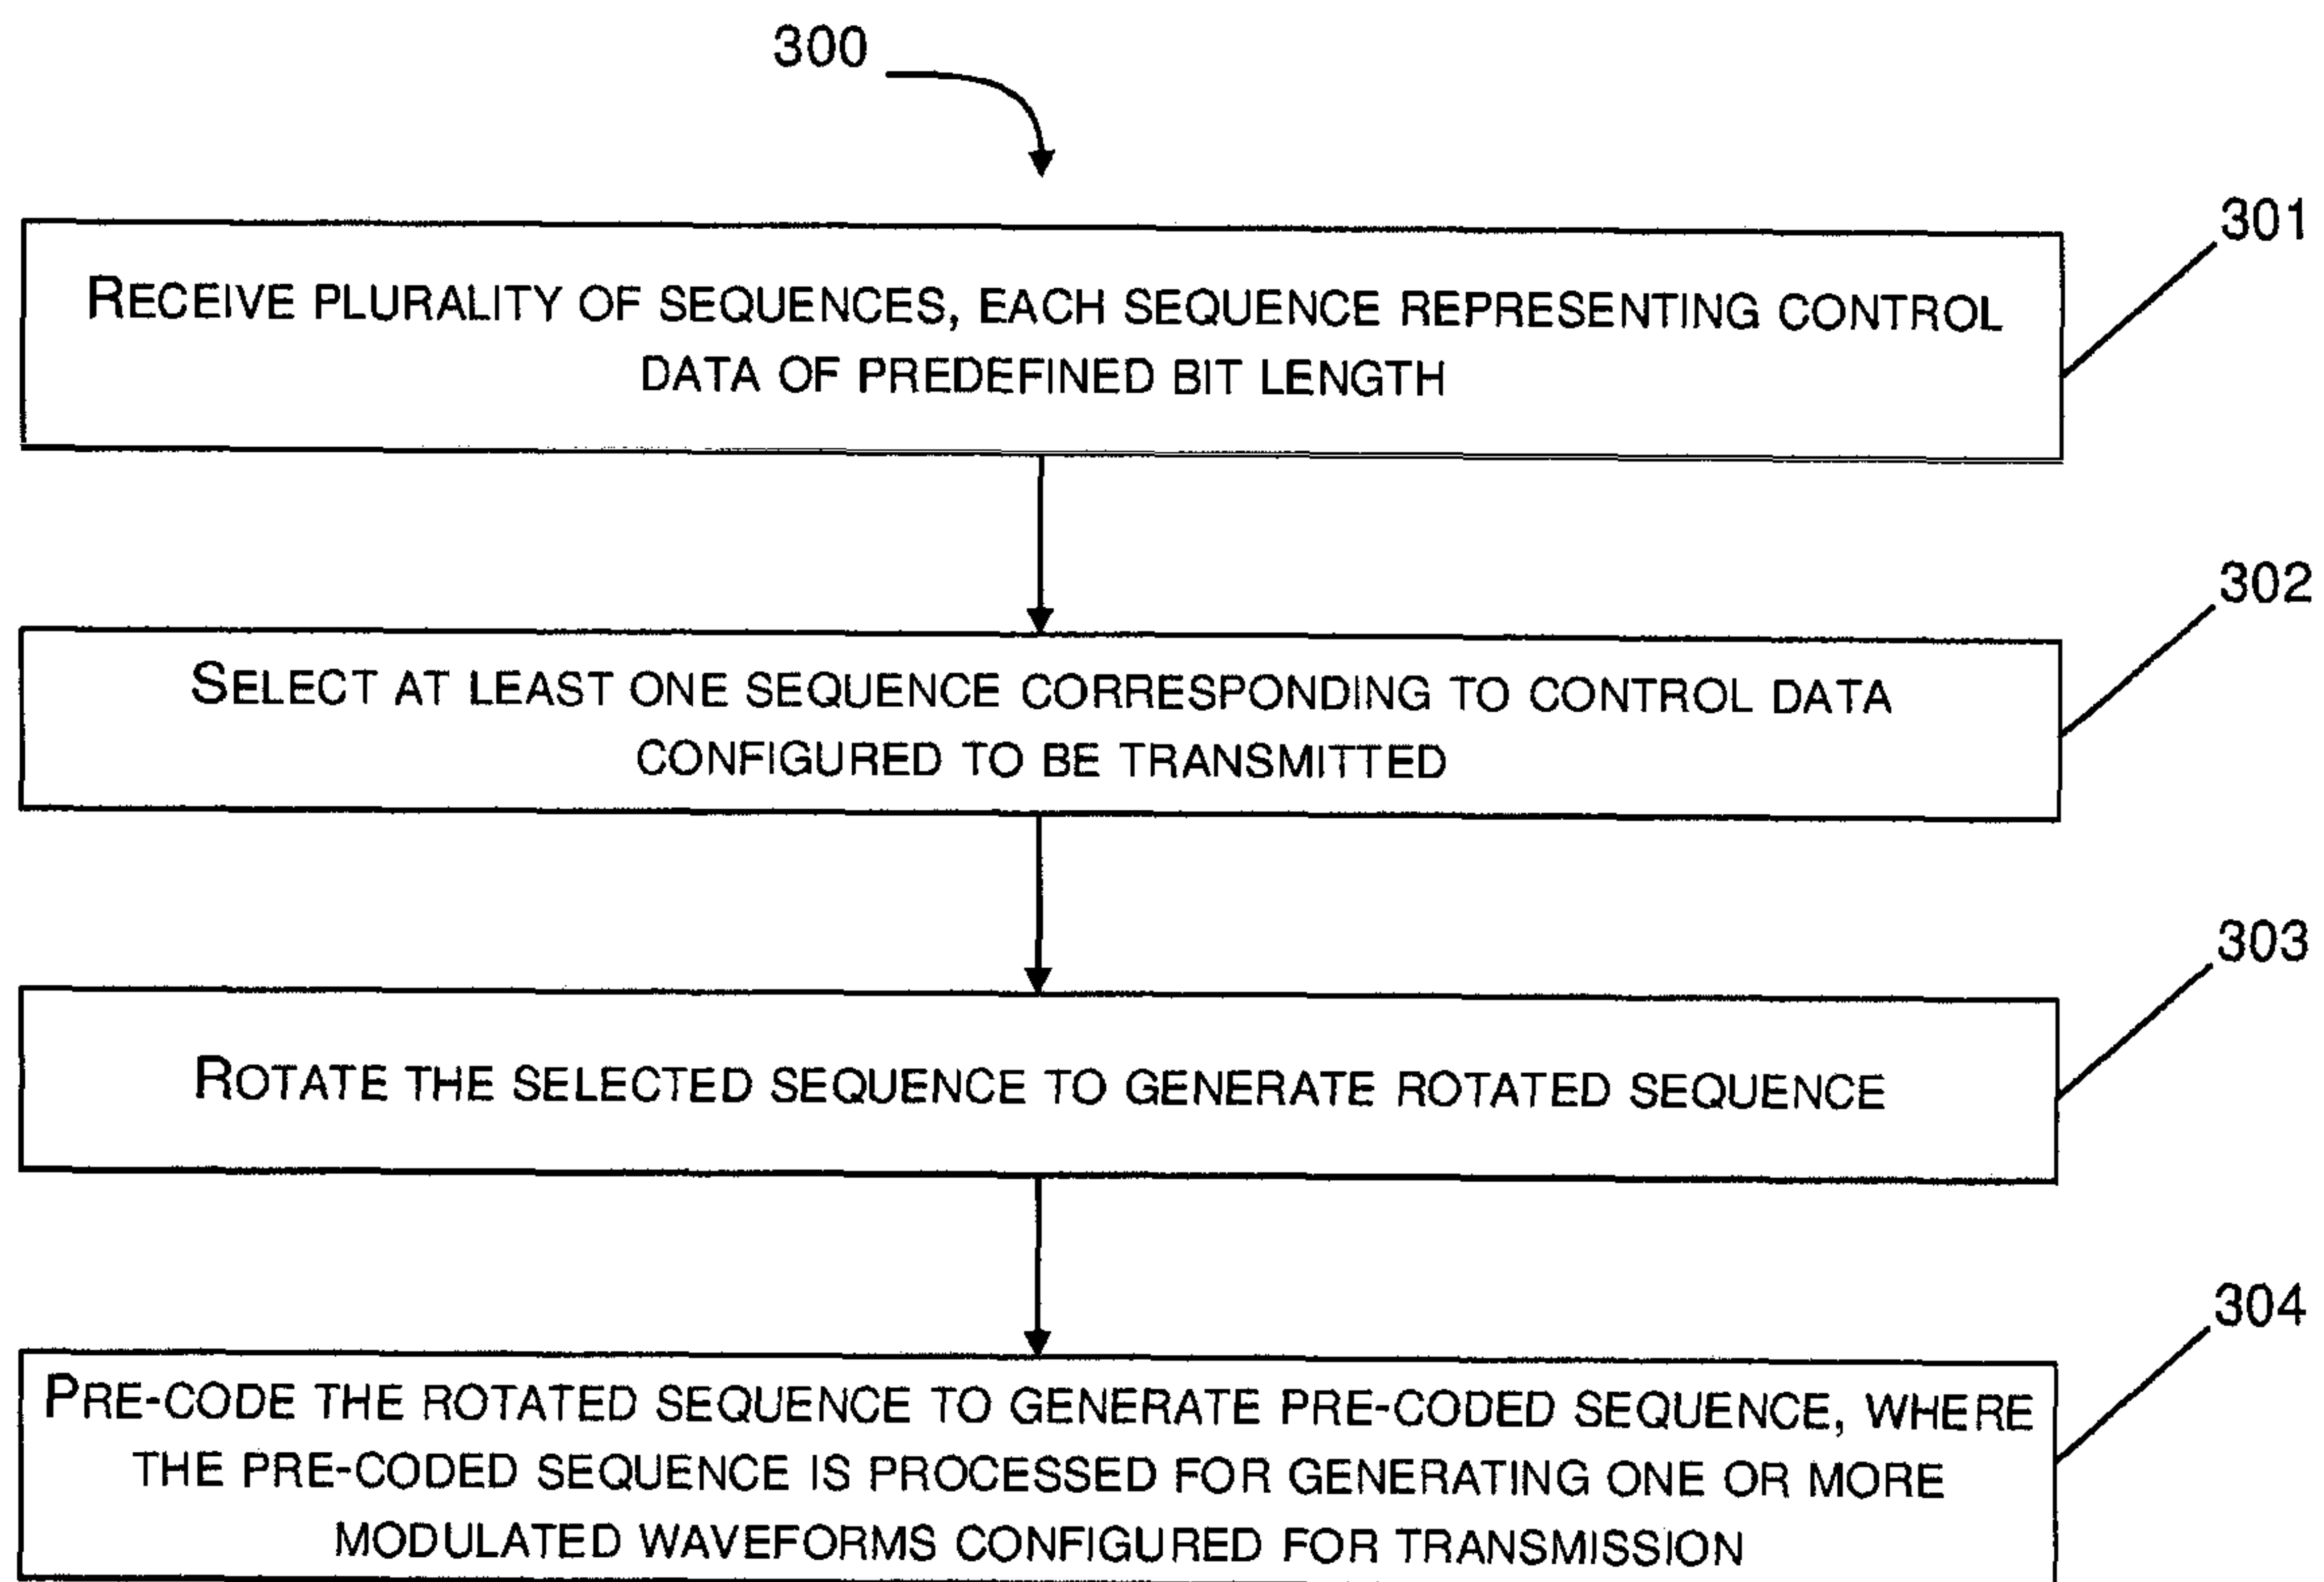 300
301
RECEIVE PLURALITY OF SEQUENCES, EACH SEQUENCE REPRESENTING CONTROL
DATA OF PREDEFINED BIT LENGTH
302
SELECT AT LEAST ONE SEQUENCE CORRESPONDING TO CONTROL DATA
CONFIGURED TO BE TRANSMITTED
303
ROTATE THE SELECTED SEQUENCE TO GENERATE ROTATED SEQUENCE
304
PRE-CODE THE ROTATED SEQUENCE TO GENERATE PRE-CODED SEQUENCE, WHERE
THE PRE-CODED SEQUENCE IS PROCESSED FOR GENERATING ONE OR MORE
MODULATED WAVEFORMS CONFIGURED FOR TRANSMISSION